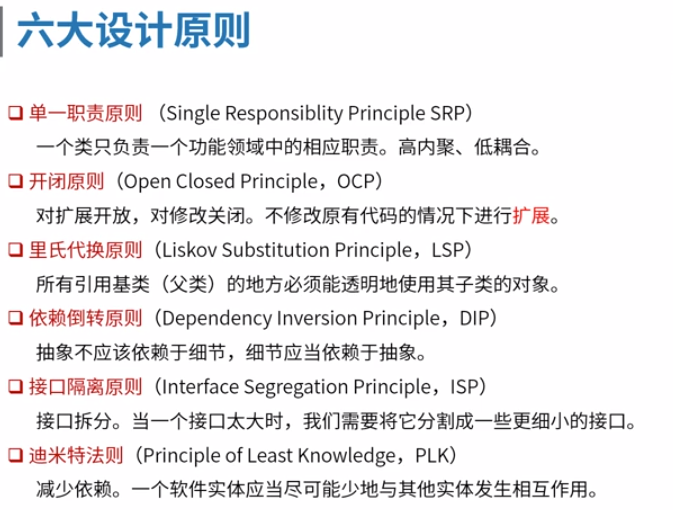 六大设计原则
单一职责原则（Single Responsiblity Principle SRP）
一个类只负责一个功能领域中的相应职责。高内聚、低耦合。
开闭原则（Open Closed Principle，OCP）
对扩展开放，对修改关闭。不修改原有代码的情况下进行扩展。
里氏代换原则（Liskov Substitution Principle，LSP）
所有引用基类（父类）的地方必须能透明地使用其子类的对象。
依赖倒转原则（Dependency Inversion Principle，DIP）
抽象不应该依赖于细节，细节应当依赖于抽象。
接口隔离原则（Interface Segregation Principle，ISP）
接口拆分。当一个接口太大时，我们需要将它分割成一些更细小的接口。
迪米特法则（Principle of Least Knowledge，PLK）
减少依赖。一个软件实体应当尽可能少地与其他实体发生相互作用。